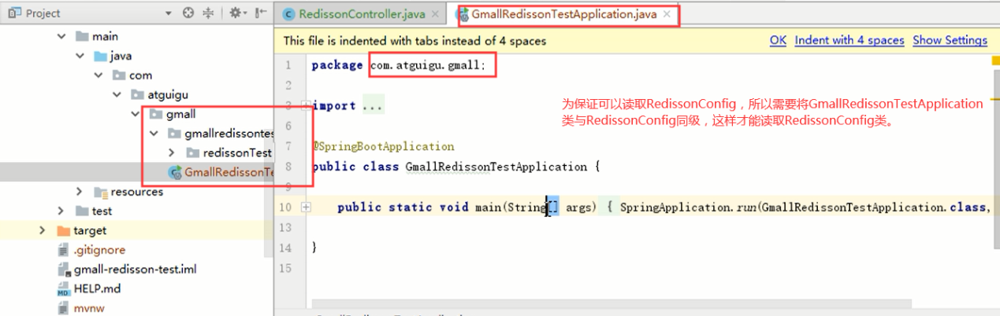 Project
RedissonController.java
GmallRedissonTestApplication.java
main
java
com
atguigu
gmall
gmallredissontes
redissonTest
GmallRedissonTe
resources
test
target
.gitignore
gmall-redisson-test.iml
HELP.md
mvnw
This file is indented with tabs instead of 4 spaces
OK Indent with 4 spaces Show Settings
1 package com.atguigu.gmall;
2
3 import ...
6
7 @SpringBootApplication
8 public class GmallRedissonTestApplication {
9
10 public static void main(String[] args) { SpringApplication.run(GmallRedissonTestApplication.class,
13
14 }
15
为保证可以读取RedissonConfig，所以需要将GmallRedissonTestApplication
类与RedissonConfig同级，这样才能读取RedissonConfig类。